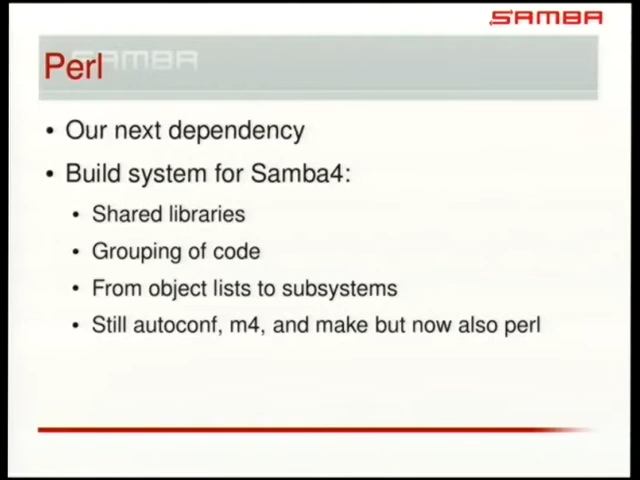 SAMBA
SAMBA
Perl
• Our next dependency
• Build system for Samba4:
• Shared libraries
• Grouping of code
• From object lists to subsystems
• Still autoconf, m4, and make but now also perl